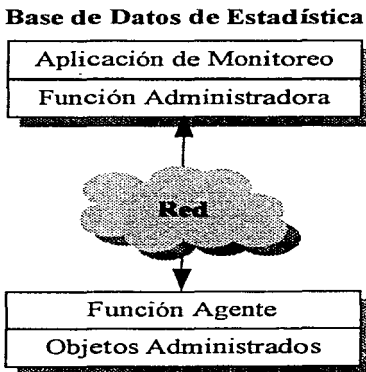 Base de Datos de Estadística
Aplicación de Monitoreo
Función Administradora
Red
Función Agente
Objetos Administrados